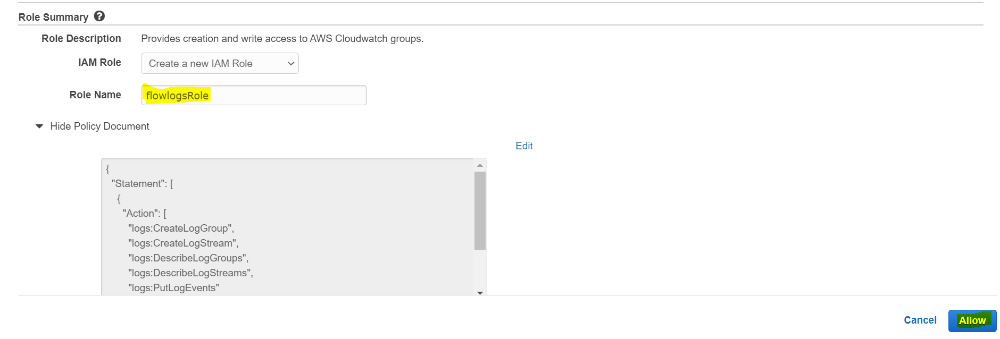 Role Summary ?
Role Description Provides creation and write access to AWS Cloudwatch groups.
IAM Role Create a new IAM Role
Role Name flowlogsRole
Hide Policy Document
Edit
{
"Statement": [
{
"Action": [
"logs:CreateLogGroup",
"logs:CreateLogStream",
"logs:DescribeLogGroups",
"logs:DescribeLogStreams",
"logs:PutLogEvents"
Cancel Allow